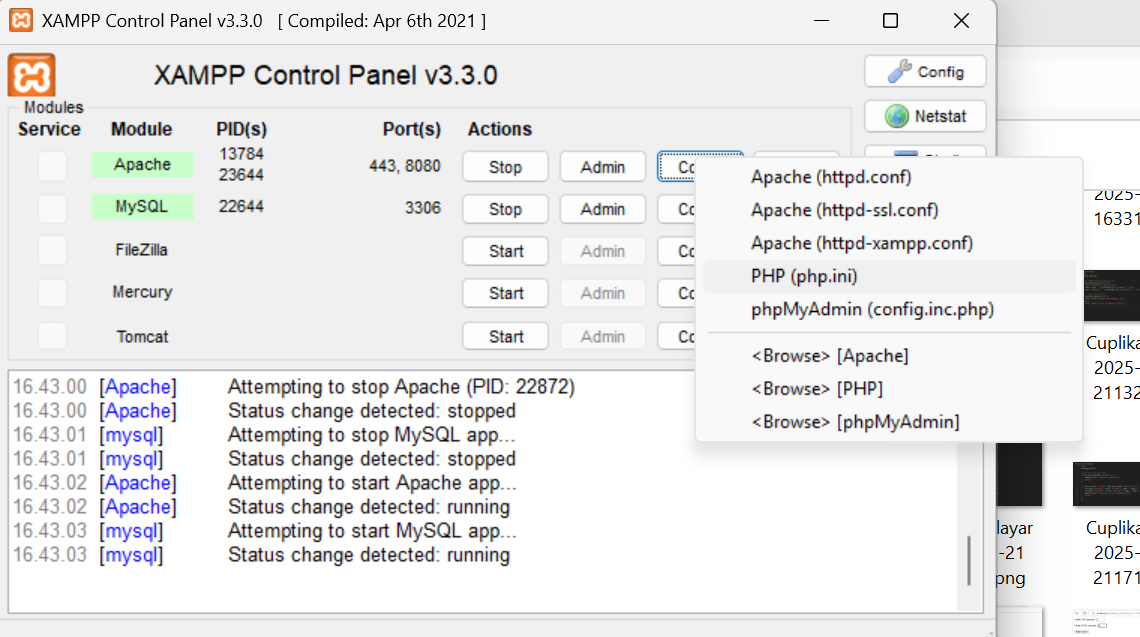 XAMPP Control Panel v3.3.0 [ Compiled: Apr 6th 2021 ]
XAMPP Control Panel v3.3.0
Config
Netstat
Modules
Service Module PID(s) Port(s) Actions
Apache 13784 23644 443, 8080 Stop Admin
MySQL 22644 3306 Stop Admin
FileZilla Start Admin
Mercury Start Admin
Tomcat Start Admin
Apache (httpd.conf)
Apache (httpd-ssl.conf)
Apache (httpd-xampp.conf)
PHP (php.ini)
phpMyAdmin (config.inc.php)
<Browse> [Apache]
<Browse> [PHP]
<Browse> [phpMyAdmin]
16.43.00 [Apache] Attempting to stop Apache (PID: 22872)
16.43.00 [Apache] Status change detected: stopped
16.43.01 [mysql] Attempting to stop MySQL app...
16.43.01 [mysql] Status change detected: stopped
16.43.02 [Apache] Attempting to start Apache app...
16.43.02 [Apache] Status change detected: running
16.43.03 [mysql] Attempting to start MySQL app...
16.43.03 [mysql] Status change detected: running
2025-
16331
Cuplika
2025-
21132
layar
-21
png
Cuplika
2025-
21171